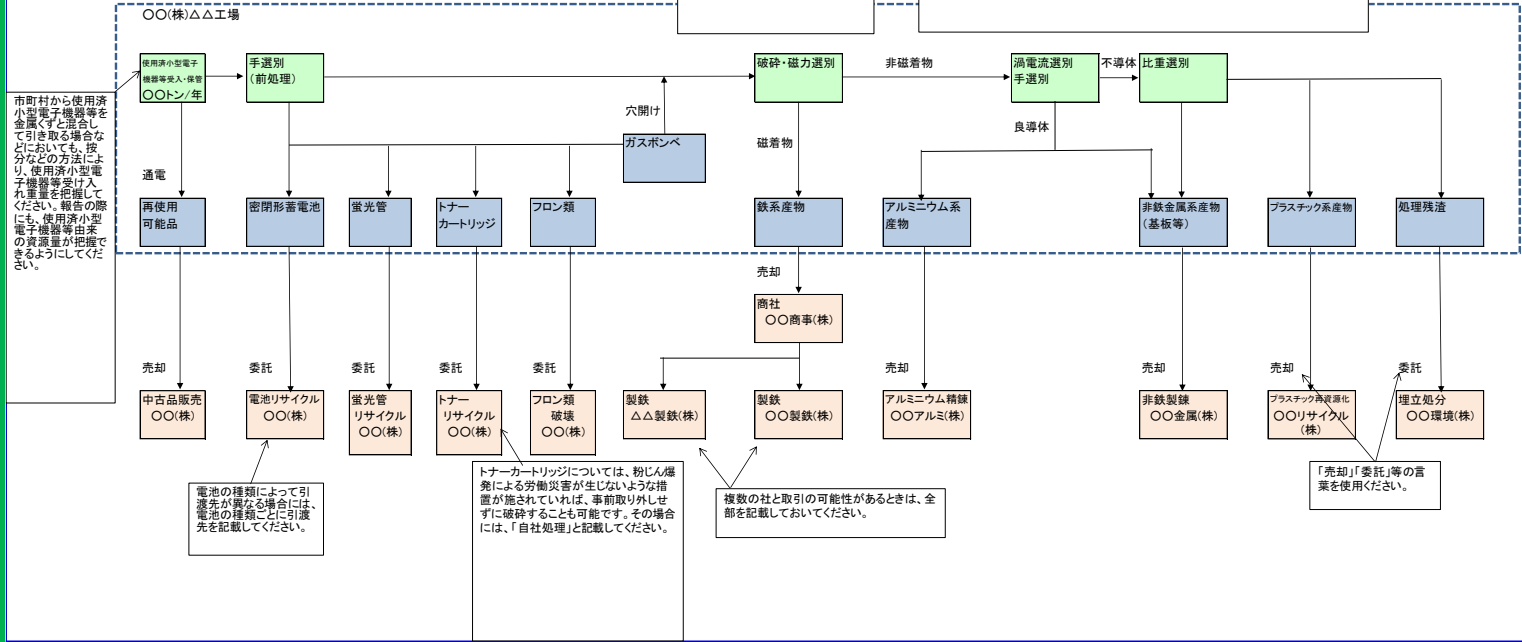 〇〇(株)△△工場
使用済小型電子
機器等受入・保管
〇〇トン/年
手選別
(前処理)
破砕・磁力選別
非磁着物
渦電流選別
手選別
不導体
比重選別
市町村から使用済
小型電子機器等を
金属くずと混合し
て引き取る場合な
どにおいても、按
分などの方法によ
り、使用済小型電
子機器等受け入
れ重量を把握して
ください。報告の際
にも、使用済小型
電子機器等由来
の資源量が把握で
きるようにしてくだ
さい。
穴開け
ガスボンベ
磁着物
良導体
通電
再使用
可能品
密閉形蓄電池
蛍光管
トナー
カートリッジ
フロン類
鉄系産物
アルミニウム系
産物
非鉄金属系産物
(基板等)
プラスチック系産物
処理残渣
売却
商社
〇〇商事(株)
売却
委託
委託
委託
委託
売却
売却
売却
委託
中古品販売
〇〇(株)
電池リサイクル
〇〇(株)
蛍光管
リサイクル
〇〇(株)
トナー
リサイクル
〇〇(株)
フロン類
破壊
〇〇(株)
製鉄
△△製鉄(株)
製鉄
〇〇製鉄(株)
アルミニウム精錬
〇〇アルミ(株)
非鉄製錬
〇〇金属(株)
プラスチック再資源化
〇〇リサイクル
(株)
埋立処分
〇〇環境(株)
電池の種類によって引
渡先が異なる場合には、
電池の種類ごとに引渡
先を記載してください。
トナーカートリッジについては、粉じん爆
発による労働災害が生じないような措
置が施されていれば、事前取り外しせ
ずに破砕することも可能です。その場合
には、「自社処理」と記載してください。
複数の社と取引の可能性があるときは、全
部を記載しておいてください。
「売却」「委託」等の言
葉を使用ください。